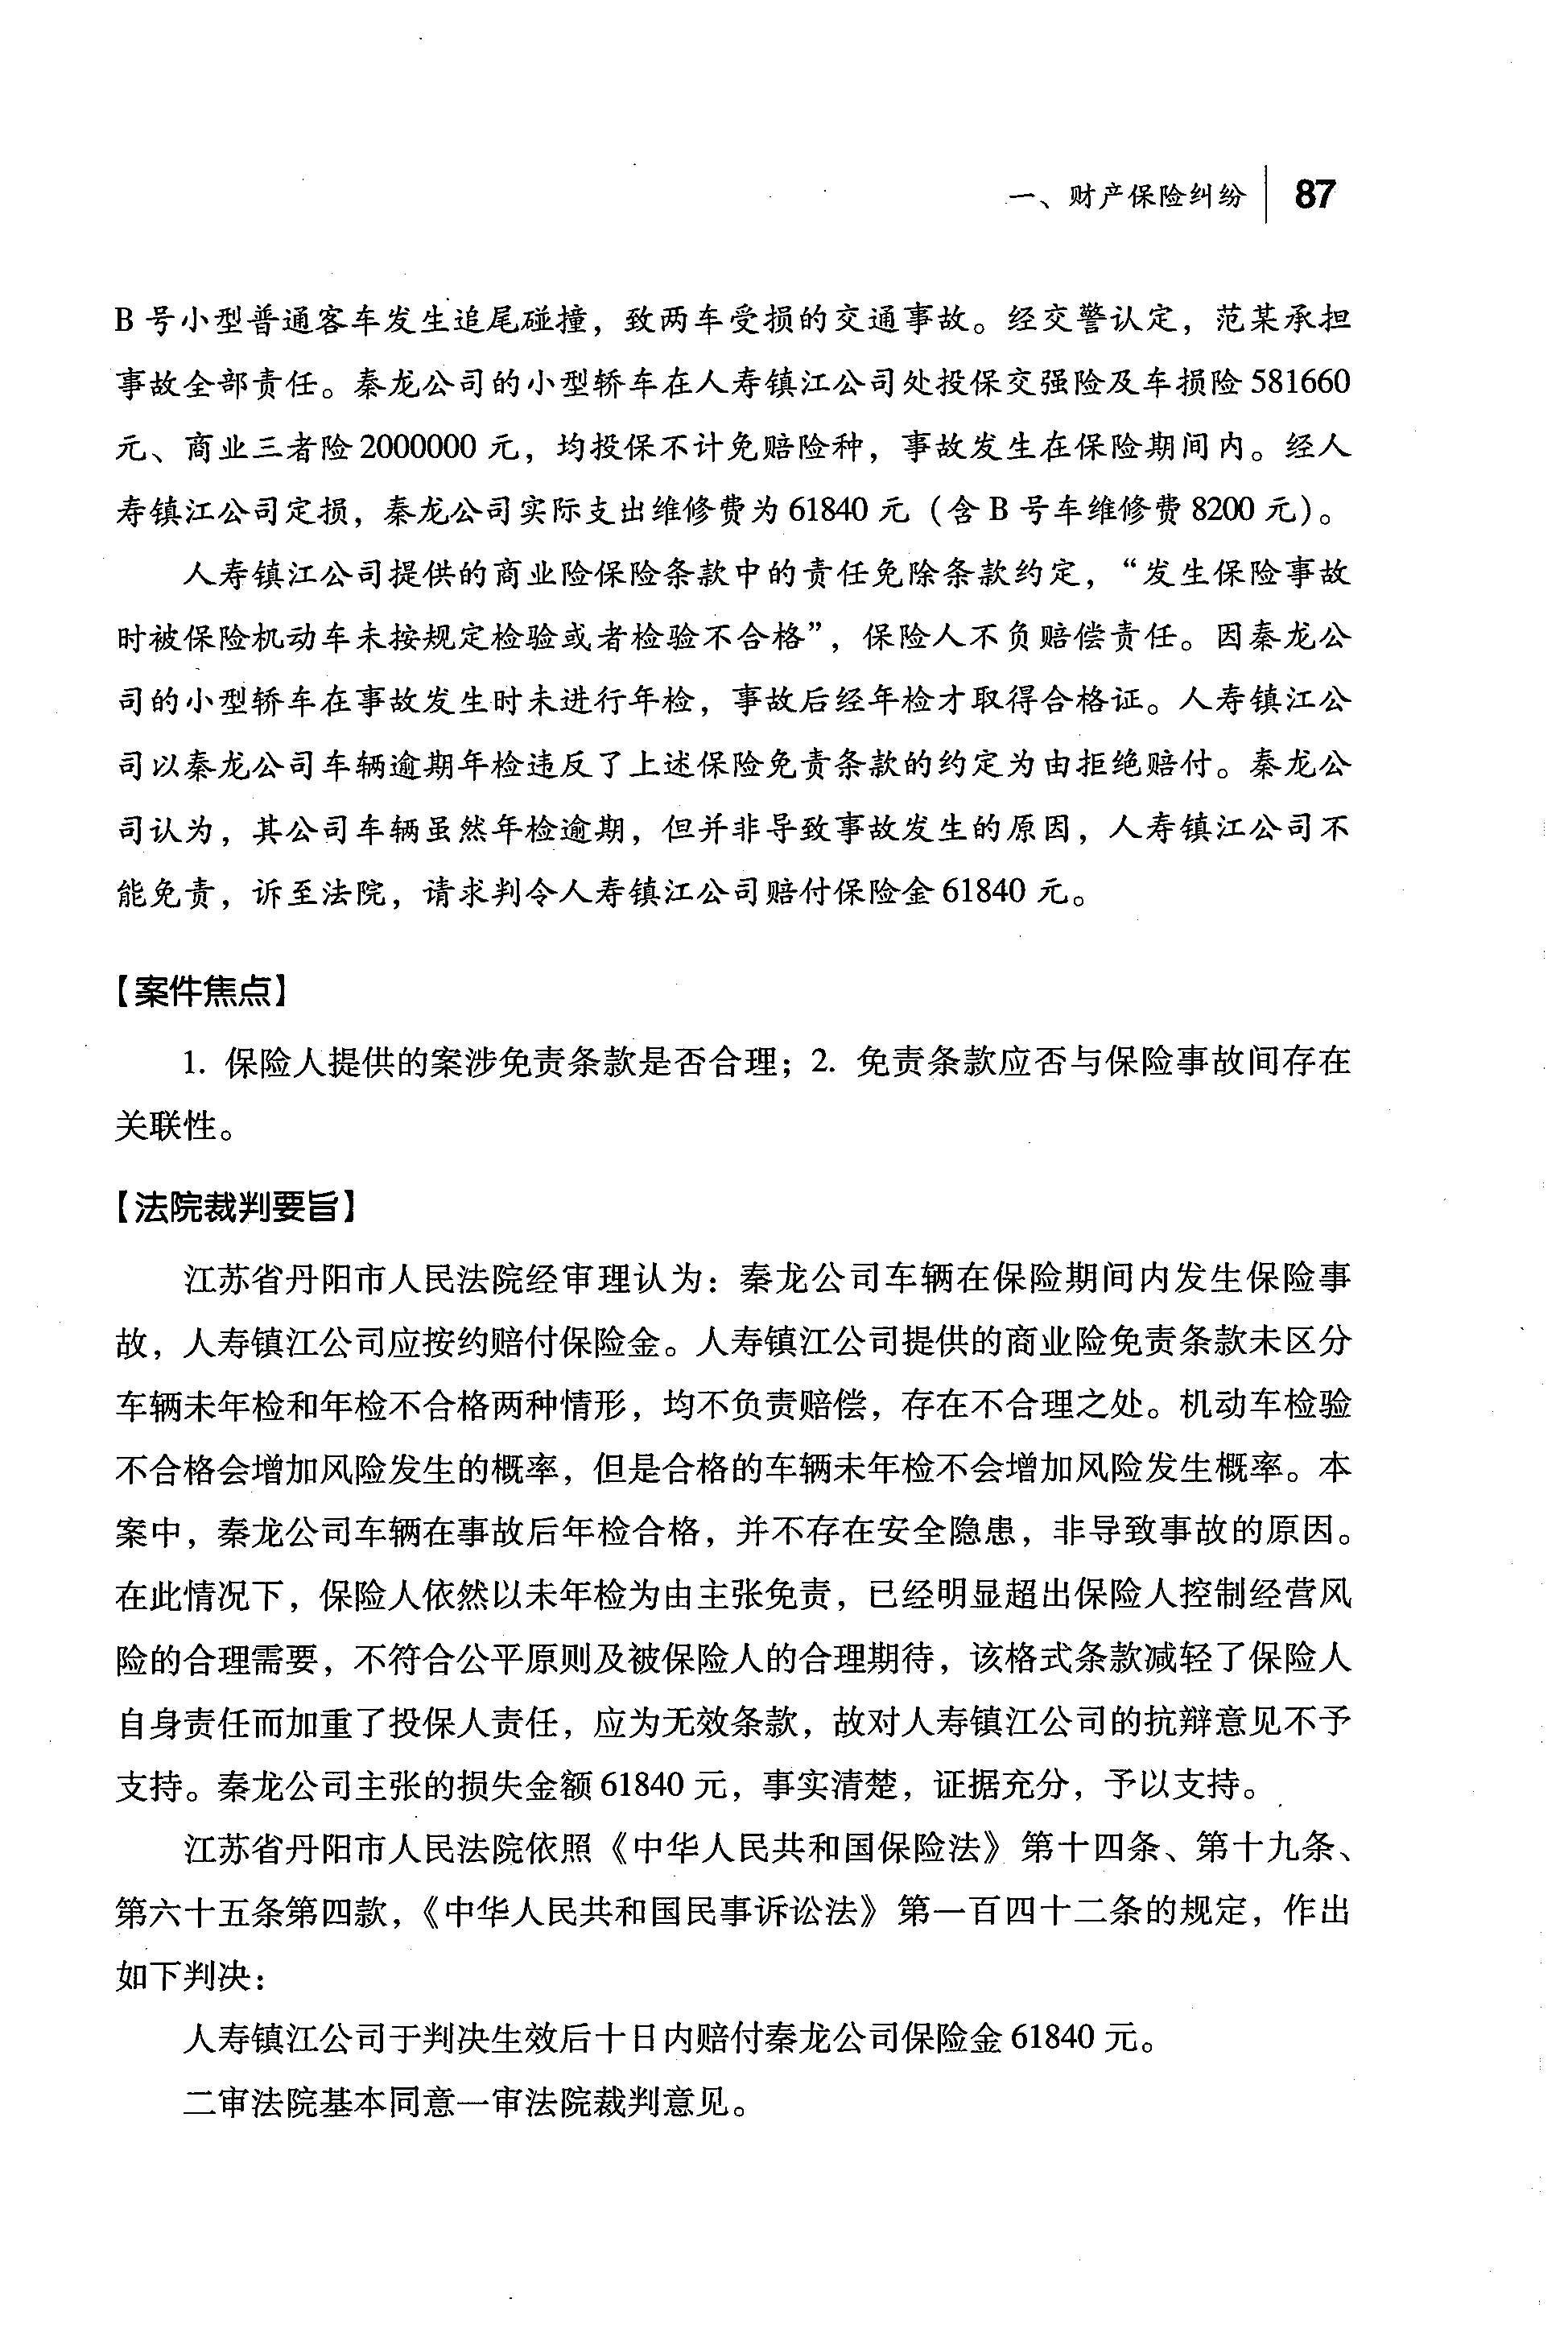 一、财产保险纠纷 87
B 号小型普通客车发生追尾碰撞，致两车受损的交通事故。经交警认定，范某承担
事故全部责任。秦龙公司的小型轿车在人寿镇江公司处投保交强险及车损险 581660
元、商业三者险 2000000 元，均投保不计免赔险种，事故发生在保险期间内。经人
寿镇江公司定损，秦龙公司实际支出维修费为 61840 元（含 B 号车维修费 8200 元）。
人寿镇江公司提供的商业险保险条款中的责任免除条款约定，“发生保险事故
时被保险机动车未按规定检验或者检验不合格”，保险人不负赔偿责任。因秦龙公
司的小型轿车在事故发生时未进行年检，事故后经年检才取得合格证。人寿镇江公
司以秦龙公司车辆逾期年检违反了上述保险免责条款的约定为由拒绝赔付。秦龙公
司认为，其公司车辆虽然年检逾期，但并非导致事故发生的原因，人寿镇江公司不
能免责，诉至法院，请求判令人寿镇江公司赔付保险金 61840 元。
【案件焦点】
1. 保险人提供的案涉免责条款是否合理；2. 免责条款应否与保险事故间存在
关联性。
【法院裁判要旨】
江苏省丹阳市人民法院经审理认为：秦龙公司车辆在保险期间内发生保险事
故，人寿镇江公司应按约赔付保险金。人寿镇江公司提供的商业险免责条款未区分
车辆未年检和年检不合格两种情形，均不负责赔偿，存在不合理之处。机动车检验
不合格会增加风险发生的概率，但是合格的车辆未年检不会增加风险发生概率。本
案中，秦龙公司车辆在事故后年检合格，并不存在安全隐患，非导致事故的原因。
在此情况下，保险人依然以未年检为由主张免责，已经明显超出保险人控制经营风
险的合理需要，不符合公平原则及被保险人的合理期待，该格式条款减轻了保险人
自身责任而加重了投保人责任，应为无效条款，故对人寿镇江公司的抗辩意见不予
支持。秦龙公司主张的损失金额 61840 元，事实清楚，证据充分，予以支持。
江苏省丹阳市人民法院依照《中华人民共和国保险法》第十四条、第十九条、
第六十五条第四款，《中华人民共和国民事诉讼法》第一百四十二条的规定，作出
如下判决：
人寿镇江公司于判决生效后十日内赔付秦龙公司保险金 61840 元。
二审法院基本同意一审法院裁判意见。